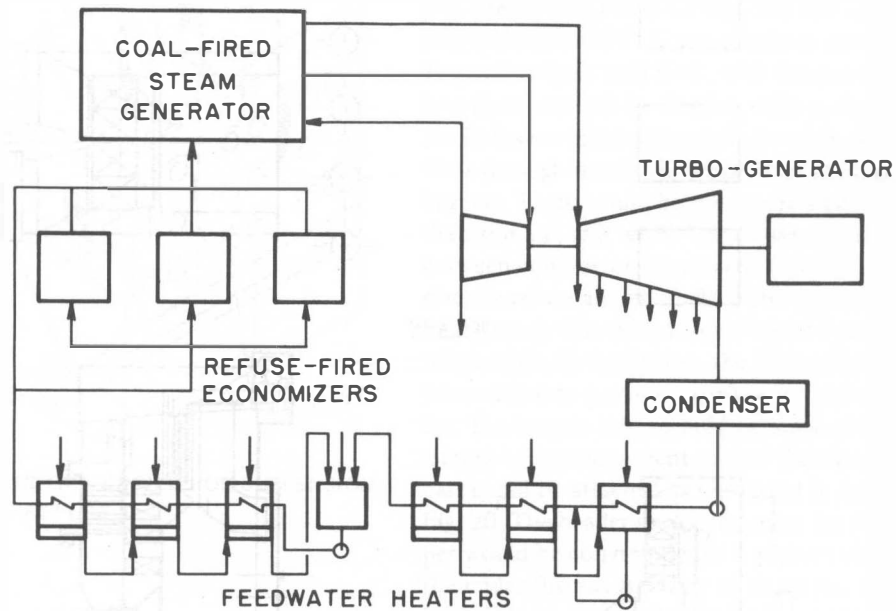 COAL-FIRED
STEAM
GENERATOR
TURBO-GENERATOR
REFUSE-FIRED
ECONOMIZERS
CONDENSER
FEEDWATER HEATERS